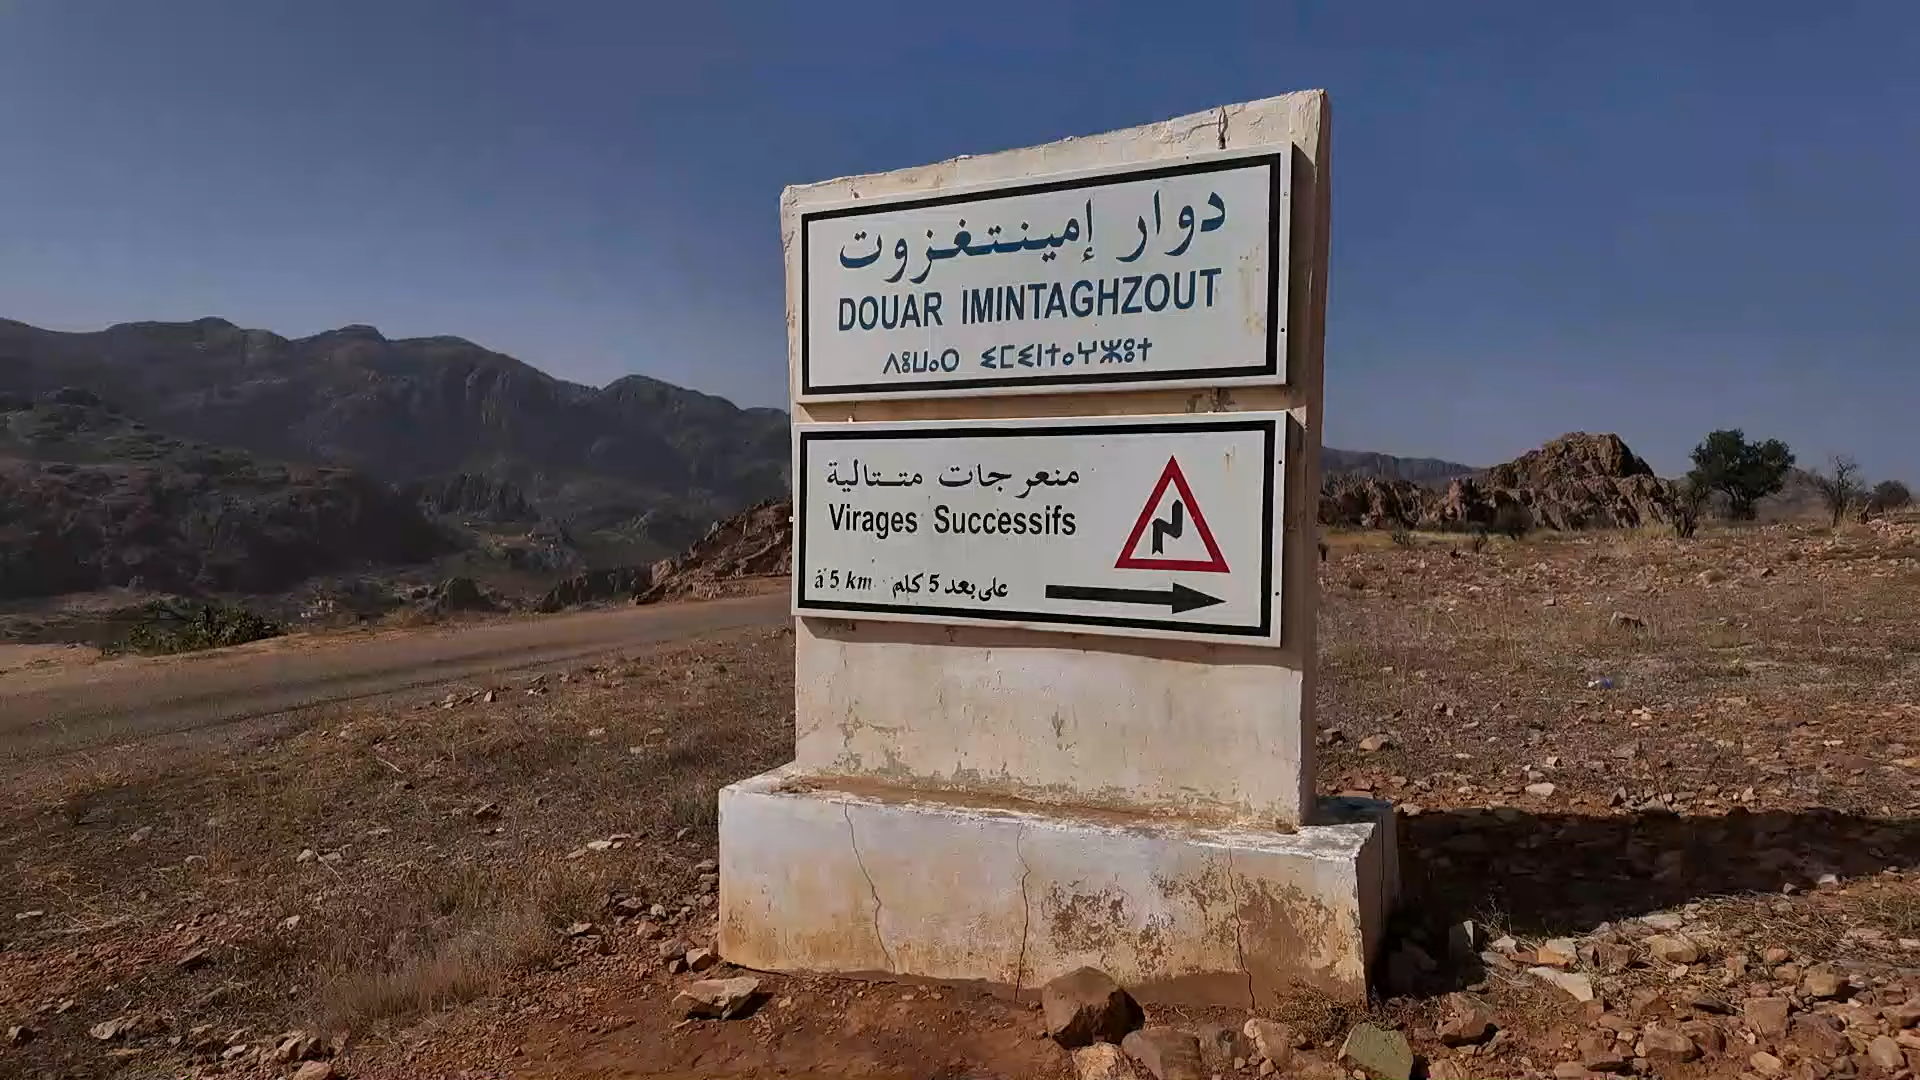 دوار إمينتغزوت
DOUAR IMINTAGHZOUT
ⴷⵓⵡⴰⵔ ⵉⵎⵉⵏⵜⴰⵖⵣⵓⵜ
منعرجات متتالية
Virages Successifs
à 5 km على بعد 5 كلم